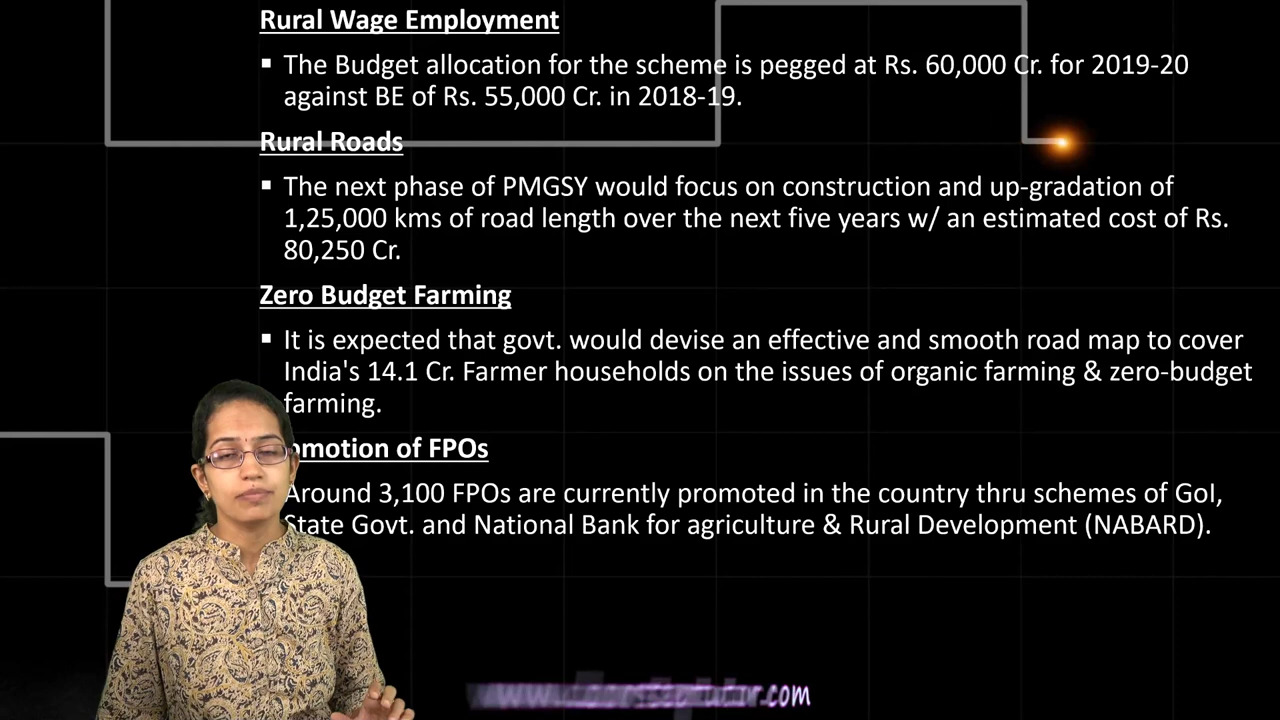 Rural Wage Employment
▪ The Budget allocation for the scheme is pegged at Rs. 60,000 Cr. for 2019-20
against BE of Rs. 55,000 Cr. in 2018-19.
Rural Roads
▪ The next phase of PMGSY would focus on construction and up-gradation of
1,25,000 kms of road length over the next five years w/ an estimated cost of Rs.
80,250 Cr.
Zero Budget Farming
▪ It is expected that govt. would devise an effective and smooth road map to cover
India's 14.1 Cr. Farmer households on the issues of organic farming & zero-budget
farming.
omotion of FPOs
Around 3,100 FPOs are currently promoted in the country thru schemes of GoI,
State Govt. and National Bank for agriculture & Rural Development (NABARD).